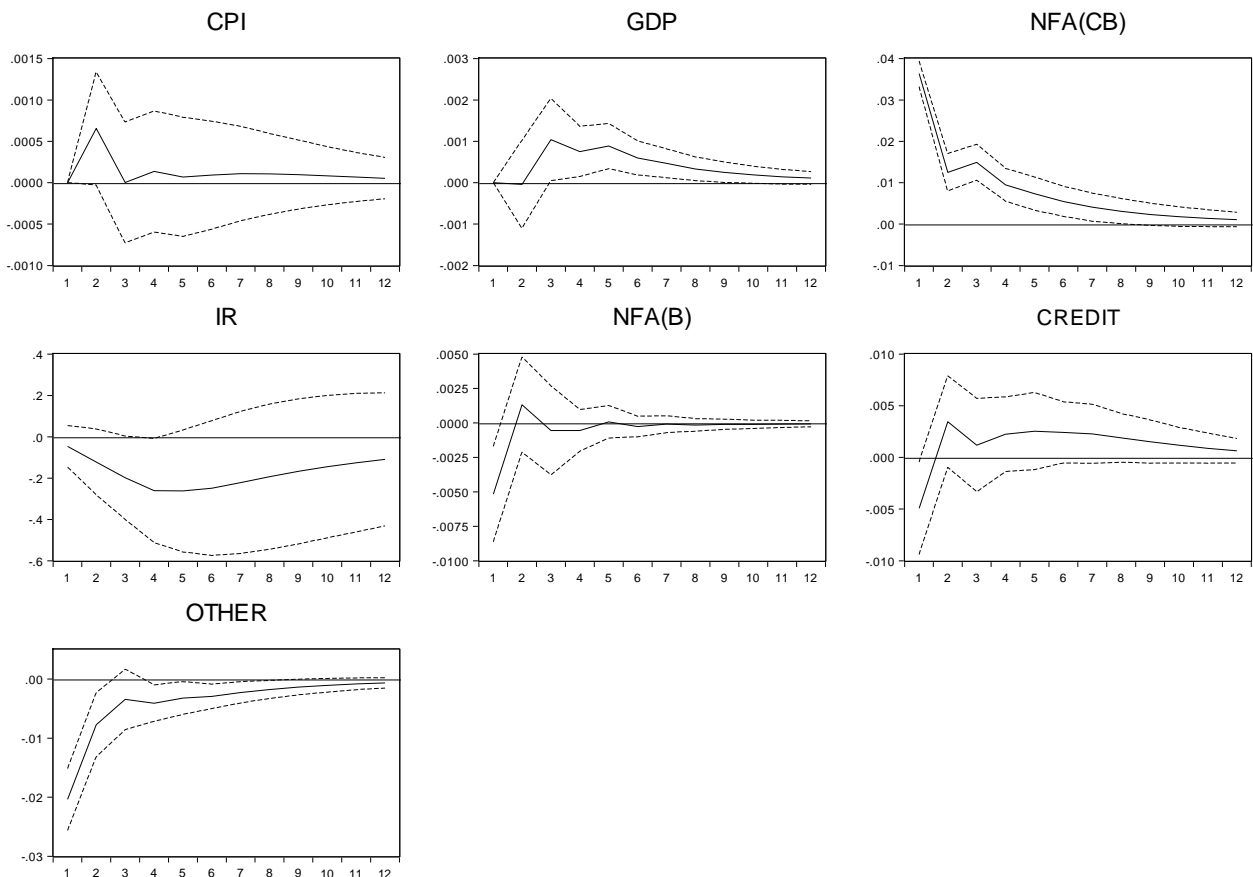 CPI
.0015
.0010
.0005
.0000
-.0005
-.0010
1 2 3 4 5 6 7 8 9 10 11 12
GDP
.003
.002
.001
.000
-.001
-.002
1 2 3 4 5 6 7 8 9 10 11 12
NFA(CB)
.04
.03
.02
.01
.00
-.01
1 2 3 4 5 6 7 8 9 10 11 12
IR
.4
.2
.0
-.2
-.4
-.6
1 2 3 4 5 6 7 8 9 10 11 12
NFA(B)
.0050
.0025
.0000
-.0025
-.0050
-.0075
-.0100
1 2 3 4 5 6 7 8 9 10 11 12
CREDIT
.010
.005
.000
-.005
-.010
1 2 3 4 5 6 7 8 9 10 11 12
OTHER
.00
-.01
-.02
-.03
1 2 3 4 5 6 7 8 9 10 11 12